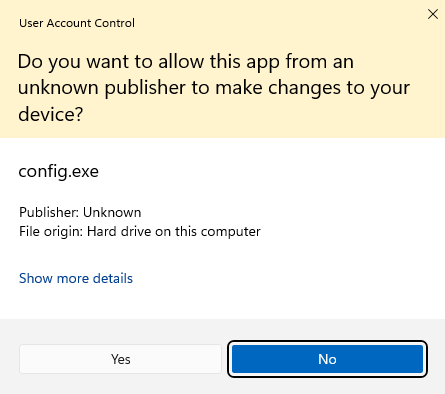 User Account Control
Do you want to allow this app from an
unknown publisher to make changes to your
device?
config.exe
Publisher: Unknown
File origin: Hard drive on this computer
Show more details
Yes
No